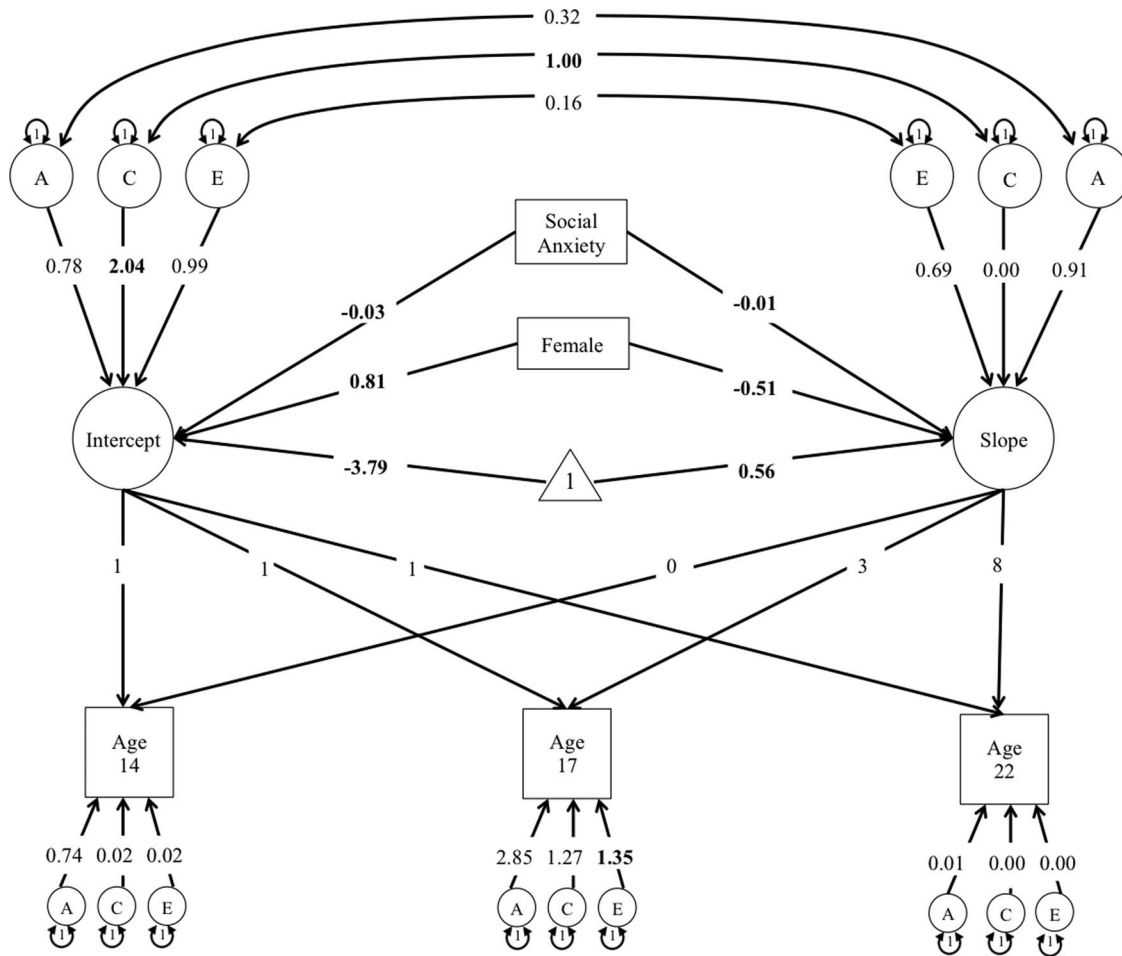 0.32
1.00
0.16
1 1 1 1 1 1
A C E E C A
Social
Anxiety
0.78 2.04 0.99 0.69 0.00 0.91
-0.03 -0.01
Female
0.81 -0.51
Intercept Slope
-3.79 1 0.56
1 1 1 0 3 8
Age
14
Age
17
Age
22
0.74 0.02 0.02 2.85 1.27 1.35 0.01 0.00 0.00
A C E A C E A C E
1 1 1 1 1 1 1 1 1